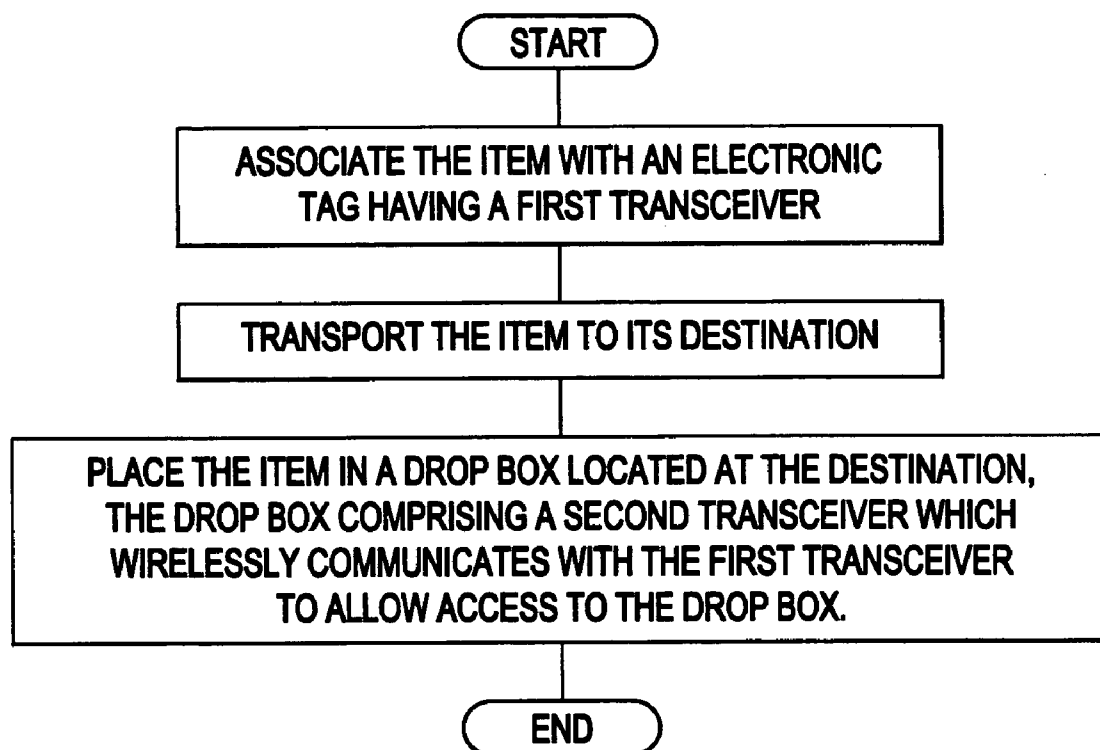 START
ASSOCIATE THE ITEM WITH AN ELECTRONIC
TAG HAVING A FIRST TRANSCEIVER
TRANSPORT THE ITEM TO ITS DESTINATION
PLACE THE ITEM IN A DROP BOX LOCATED AT THE DESTINATION,
THE DROP BOX COMPRISING A SECOND TRANSCEIVER WHICH
WIRELESSLY COMMUNICATES WITH THE FIRST TRANSCEIVER
TO ALLOW ACCESS TO THE DROP BOX.
END